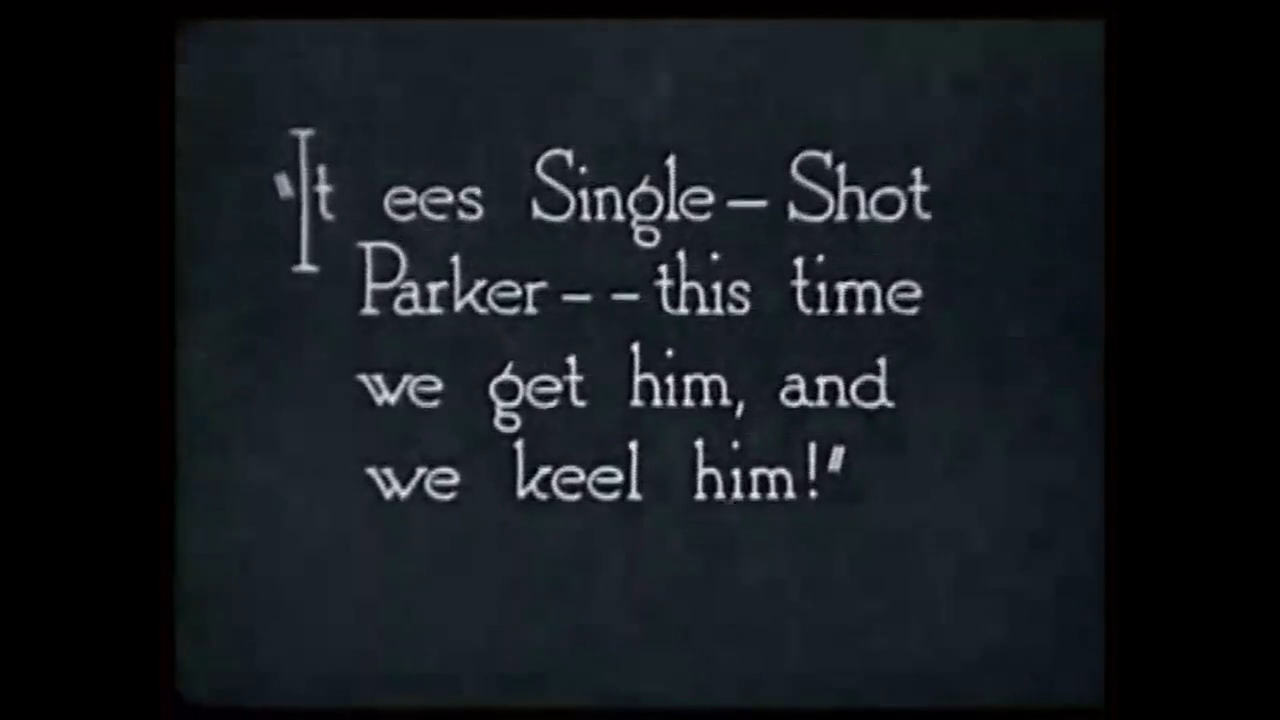 "It ees Single-Shot
Parker--this time
we get him, and
we keel him!"